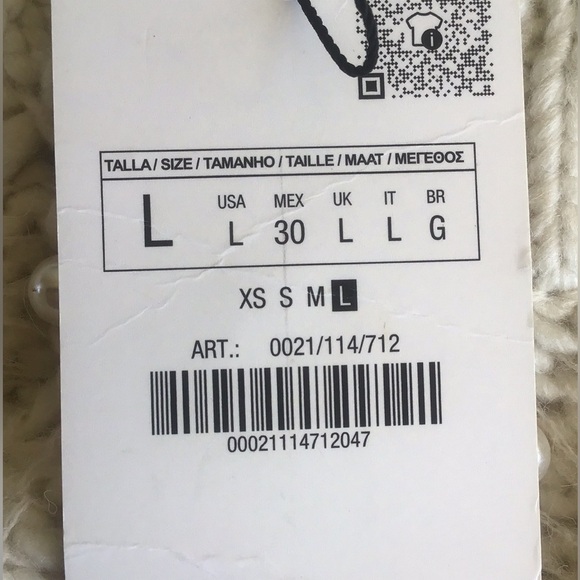 TALLA / SIZE / TAMANHO / TAILLE / MAAT / ΜΕΓΕΘΟΣ
L
USA MEX UK IT BR
L 30 L L G
XS S M L
ART.: 0021/114/712
00021114712047